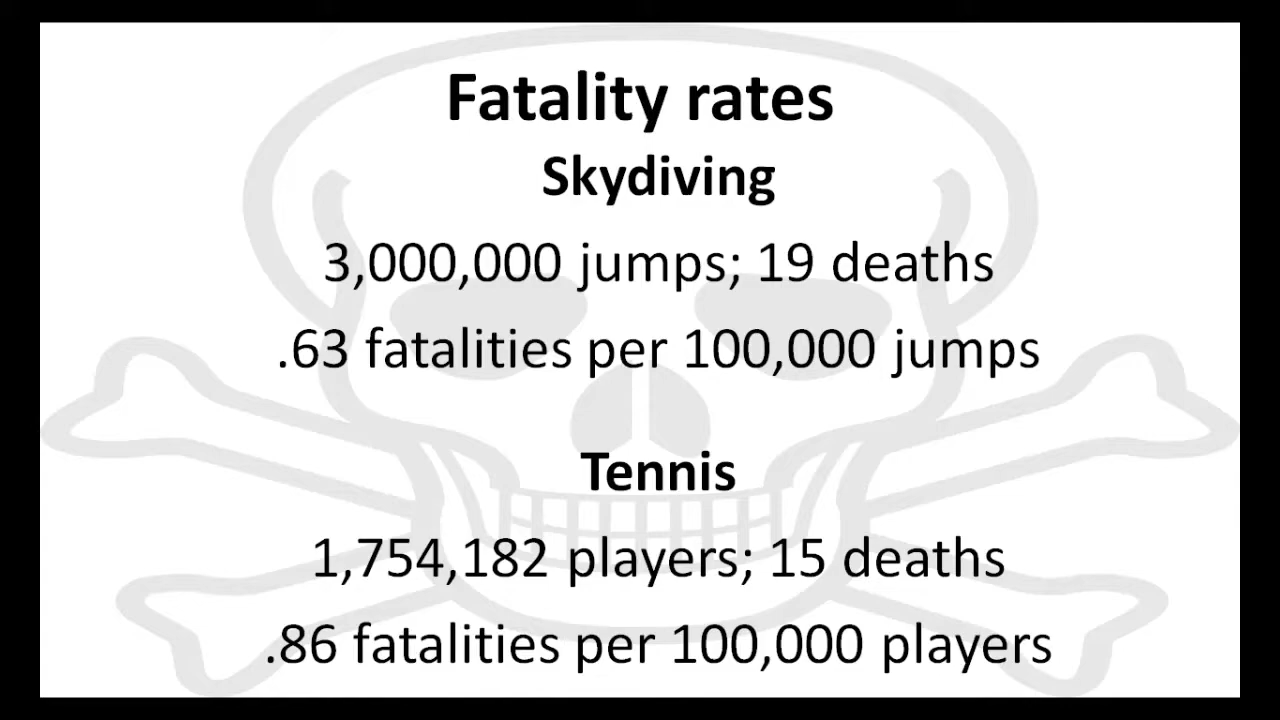 Fatality rates
Skydiving
3,000,000 jumps; 19 deaths
.63 fatalities per 100,000 jumps
Tennis
1,754,182 players; 15 deaths
.86 fatalities per 100,000 players